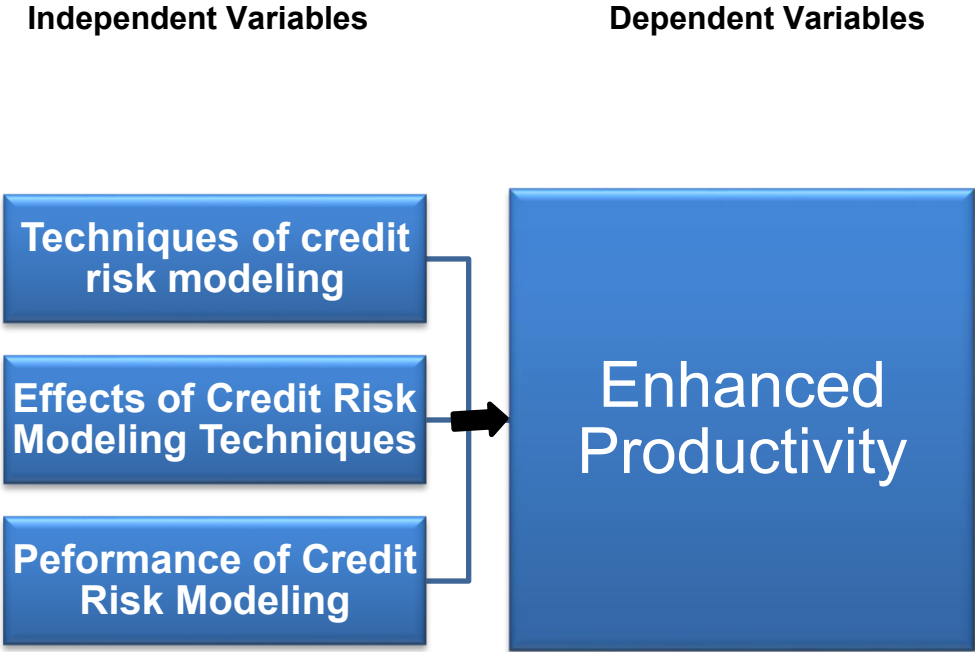 Independent Variables
Dependent Variables
Techniques of credit
risk modeling
Effects of Credit Risk
Modeling Techniques
Peformance of Credit
Risk Modeling
Enhanced
Productivity